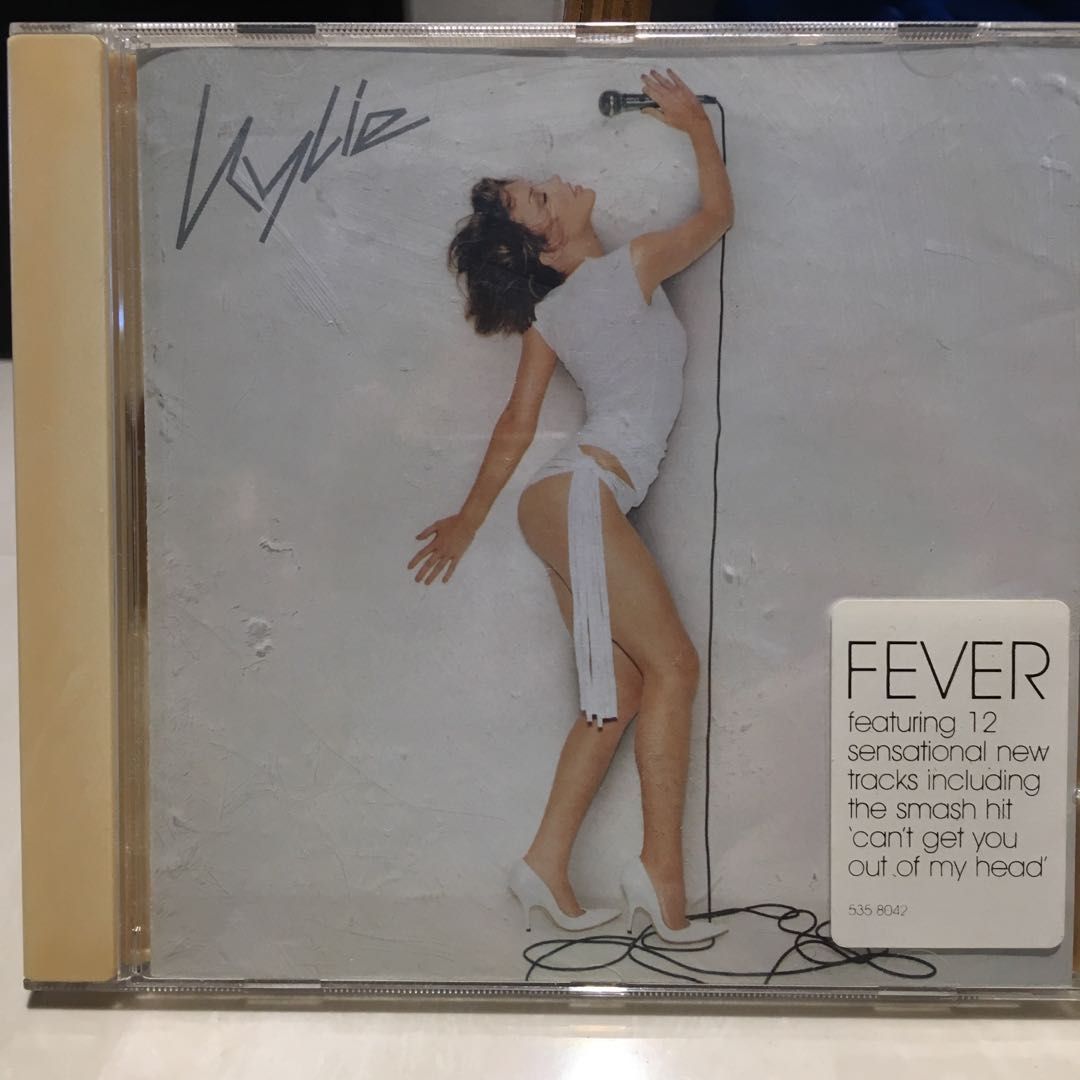 Kylie
FEVER
featuring 12
sensational new
tracks including
the smash hit
'can't get you
out of my head'
535 8042